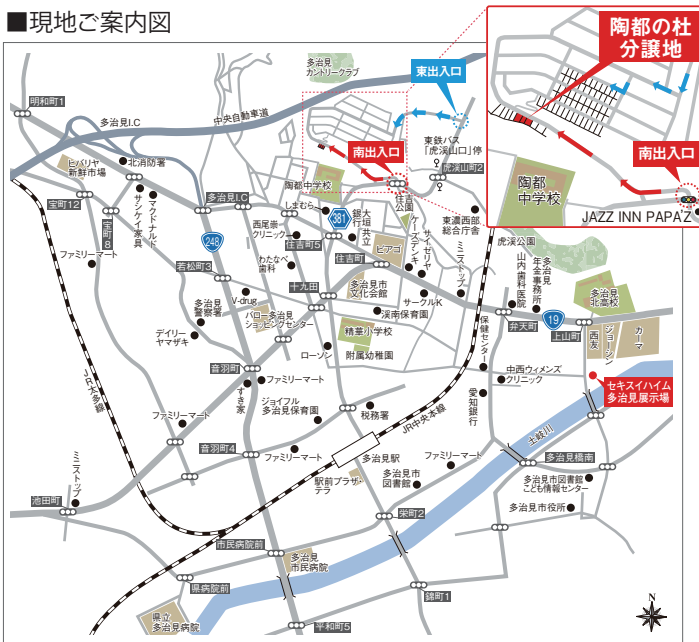 ■現地ご案内図
多治見
カントリークラブ
東出入口
陶都の杜
分譲地
南出入口
陶都
中学校
JAZZ INN PAPA'Z
明和町1
多治見I.C
中央自動車道
東鉄バス
「虎渓山口」停
虎渓山町2
南出入口
北消防署
ヒバリヤ
新鮮市場
陶都中学校
宝町12
宝町8
サンケイ家具
マクドナルド
多治見I.C
しまむら
381
大垣共立
銀行
住吉
公園
東濃西部
総合庁舎
虎渓公園
248
西尾崇一
クリニック
住吉町5
住吉町
ピアゴ
ケーズデンキ
サイゼリヤ
ミニストップ
山内歯科医院
多治見
年金事務所
ファミリーマート
わたなべ
歯科
若松町3
十九田
多治見市
文化会館
サークルK
多治見
北高校
V-drug
多治見
警察署
バロー多治見
ショッピングセンター
滝南保育園
弁天町
19
上山町
西友
ジョーシン
カーマ
デイリー
ヤマザキ
精華小学校
附属幼稚園
保健センター
ローソン
中西ウィメンズ
クリニック
セキスイハイム
多治見展示場
JR太多線
音羽町
ファミリーマート
すき家
ジョイフル
多治見保育園
税務署
JR中央本線
愛知銀行
土岐川
ファミリーマート
音羽町4
ファミリーマート
多治見駅
ファミリーマート
多治見橋南
ミニストップ
駅前プラザ・
テラ
多治見市
図書館
多治見市図書館
こども情報センター
池田町
栄町2
多治見市役所
市民病院前
多治見
市民病院
県病院前
錦町1
県立
多治見病院
平和町5
N